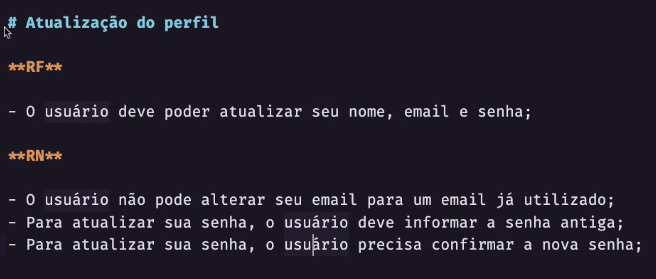 # Atualização do perfil
**RF**
- O usuário deve poder atualizar seu nome, email e senha;
**RN**
- O usuário não pode alterar seu email para um email já utilizado;
- Para atualizar sua senha, o usuário deve informar a senha antiga;
- Para atualizar sua senha, o usuário precisa confirmar a nova senha;